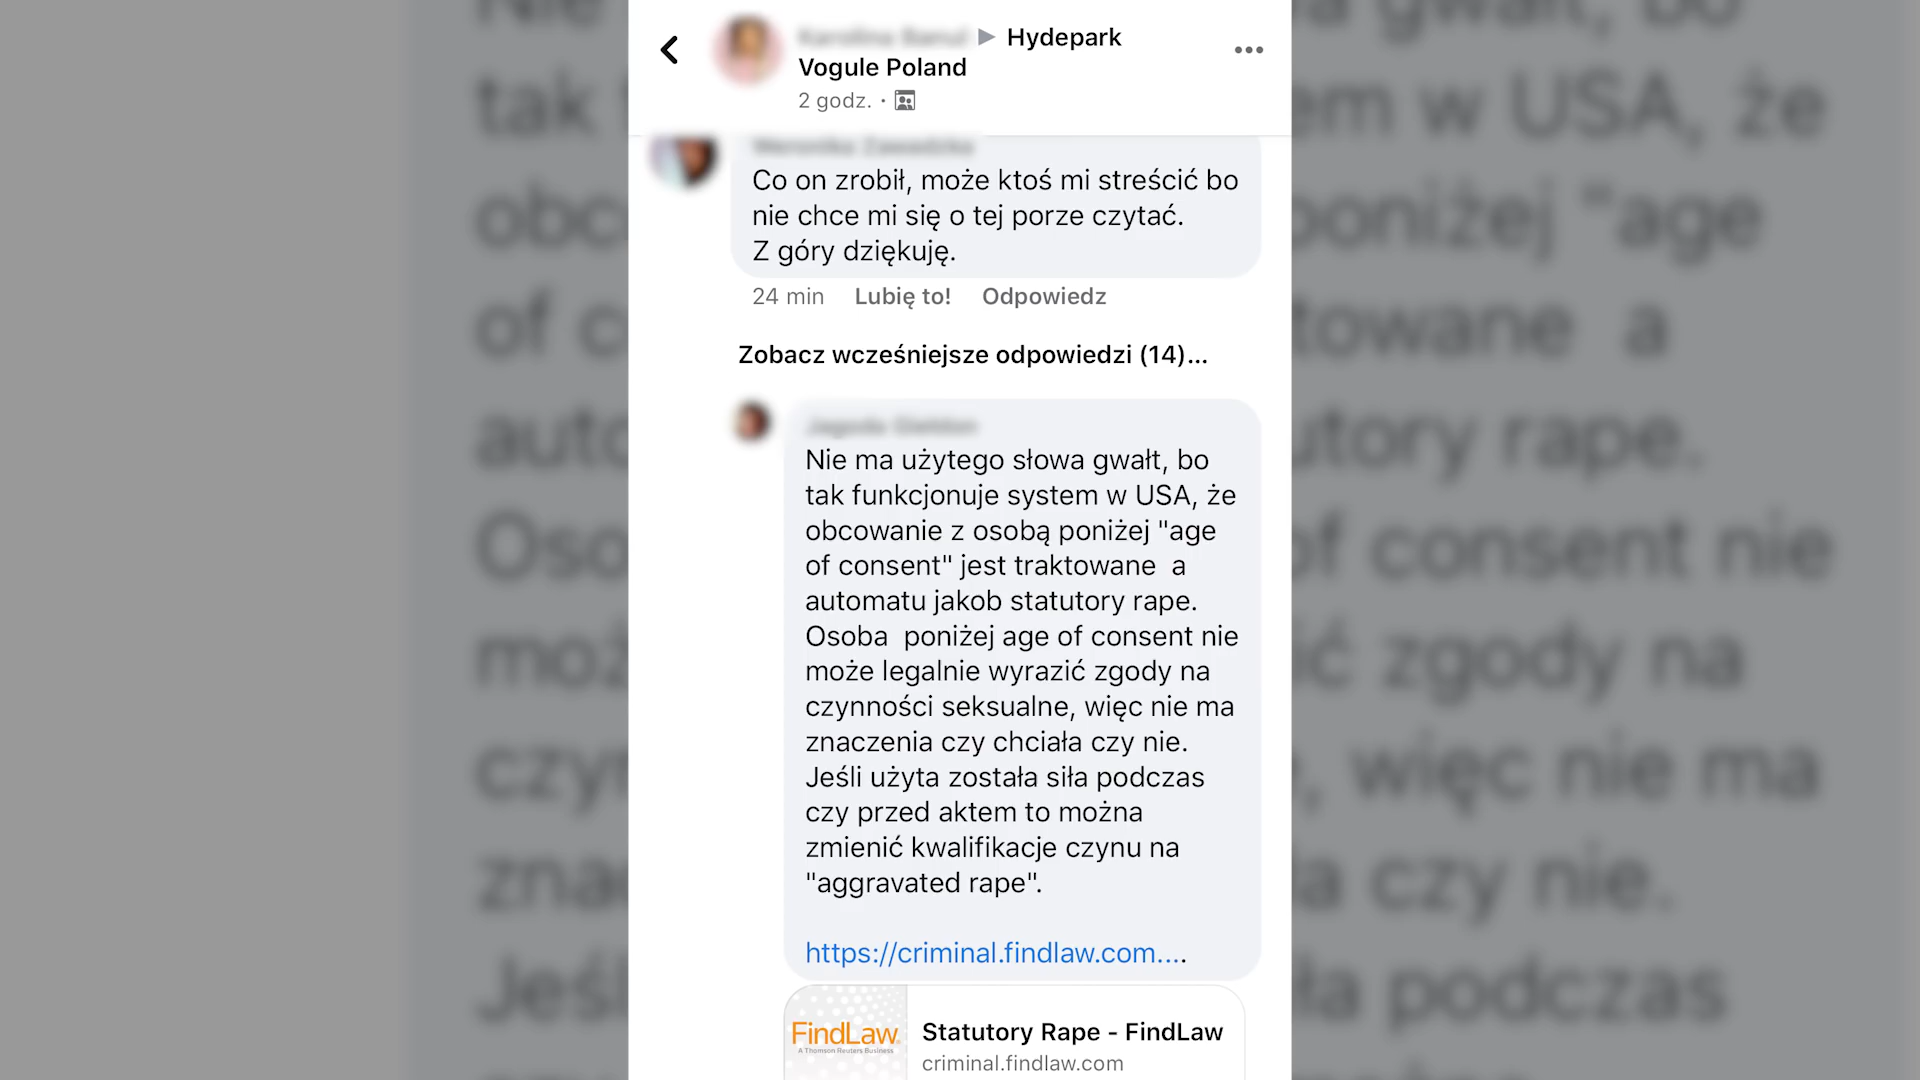 Hydepark
Vogule Poland
2 godz. ·
Co on zrobił, może ktoś mi streścić bo
nie chce mi się o tej porze czytać.
Z góry dziękuję.
24 min Lubię to! Odpowiedz
Zobacz wcześniejsze odpowiedzi (14)...
Nie ma użytego słowa gwałt, bo
tak funkcjonuje system w USA, że
obcowanie z osobą poniżej "age
of consent" jest traktowane  a
automatu jakob statutory rape.
Osoba  poniżej age of consent nie
może legalnie wyrazić zgody na
czynności seksualne, więc nie ma
znaczenia czy chciała czy nie.
Jeśli użyta została siła podczas
czy przed aktem to można
zmienić kwalifikacje czynu na
"aggravated rape".
https://criminal.findlaw.com....
FindLaw
A Thomson Reuters Business
Statutory Rape - FindLaw
criminal.findlaw.com